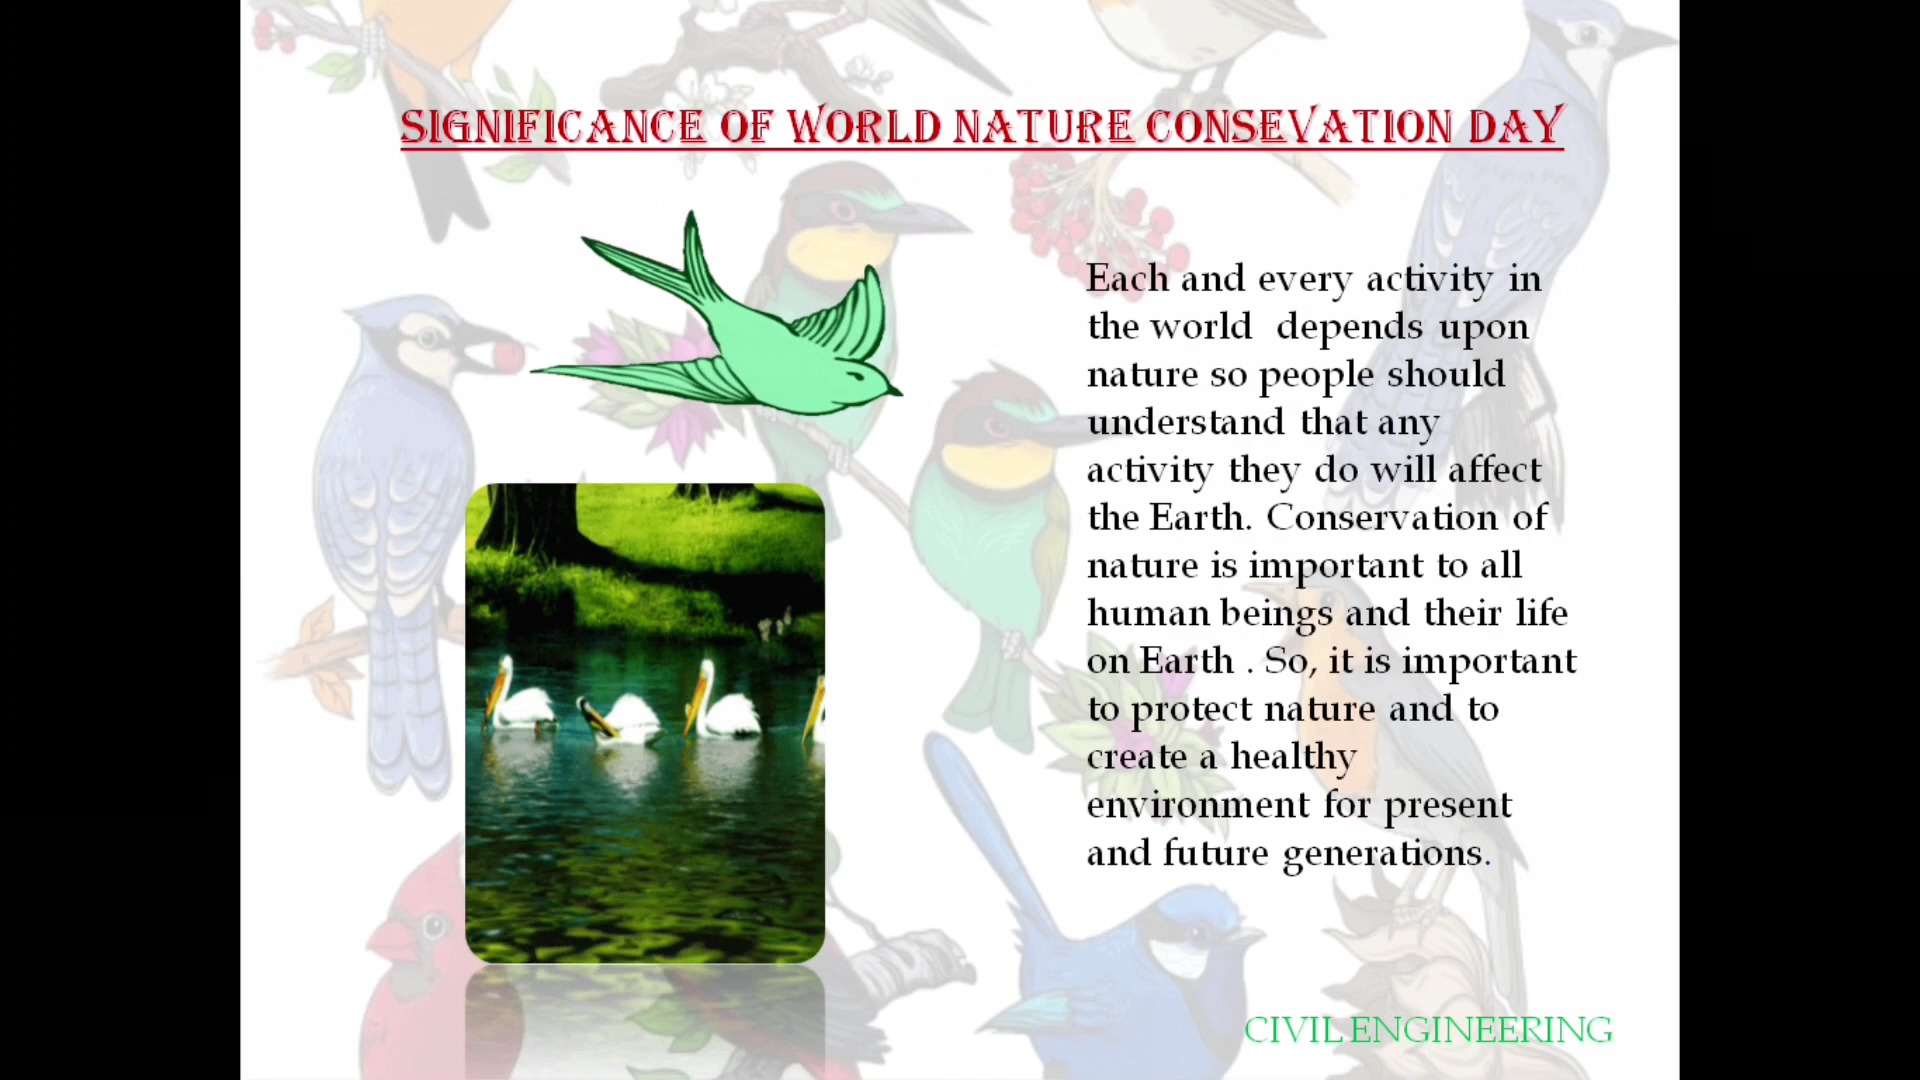 SIGNIFICANCE OF WORLD NATURE CONSEVATION DAY
Each and every activity in
the world depends upon
nature so people should
understand that any
activity they do will affect
the Earth. Conservation of
nature is important to all
human beings and their life
on Earth . So, it is important
to protect nature and to
create a healthy
environment for present
and future generations.
CIVIL ENGINEERING